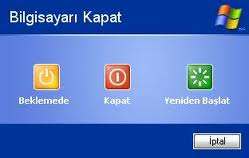 Bilgisayarı Kapat
Beklemede Kapat Yeniden Başlat
İptal